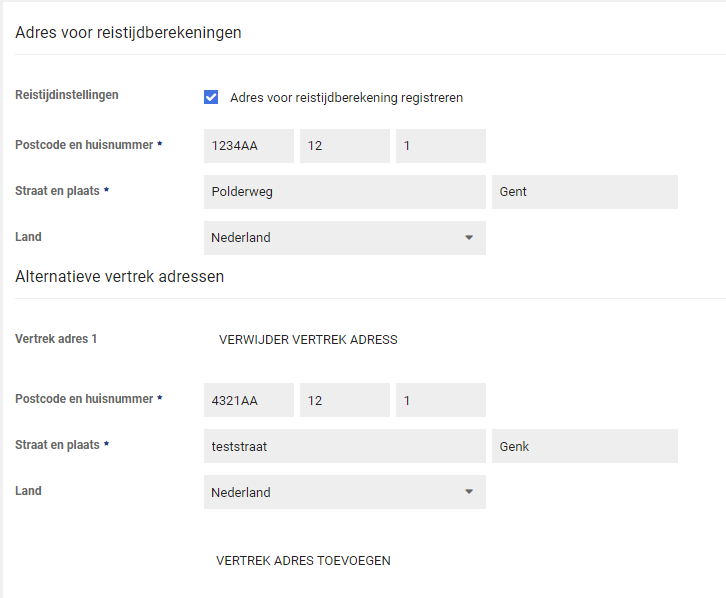 Adres voor reistijdberekeningen
Reistijdinstellingen Adres voor reistijdberekening registreren
Postcode en huisnummer * 1234AA 12 1
Straat en plaats * Polderweg Gent
Land Nederland
Alternatieve vertrek adressen
Vertrek adres 1 VERWIJDER VERTREK ADRESS
Postcode en huisnummer * 4321AA 12 1
Straat en plaats * teststraat Genk
Land Nederland
VERTREK ADRES TOEVOEGEN